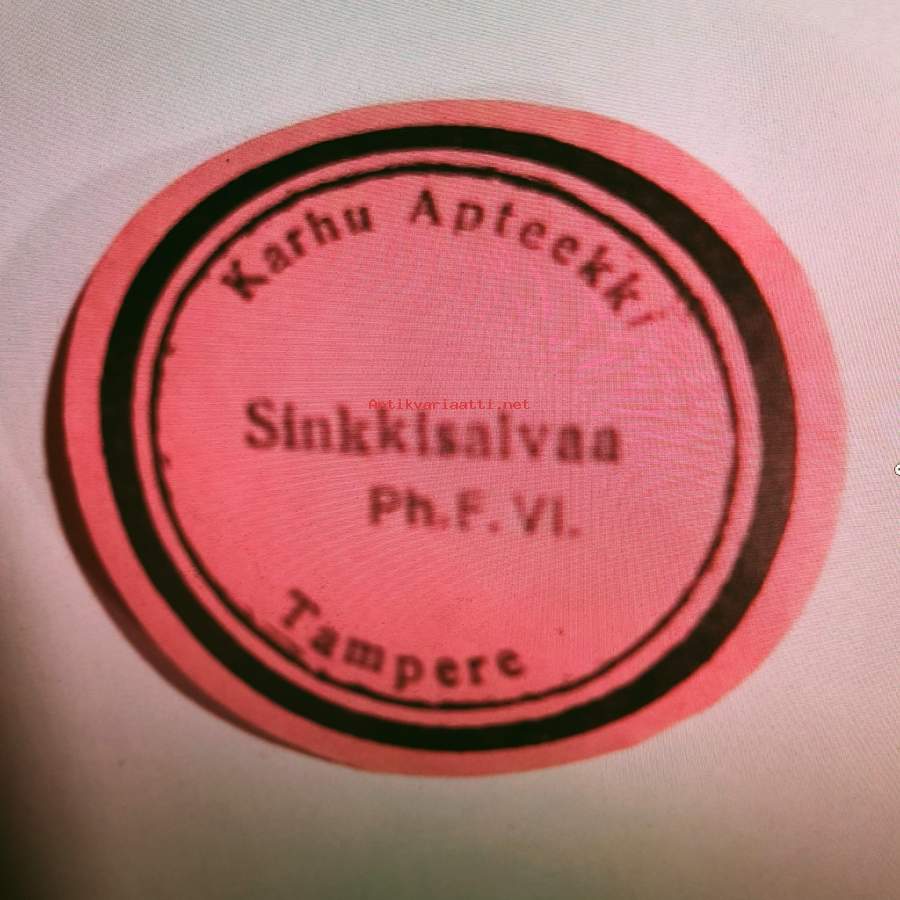 Karhu Apteekki
Antikvariaatti.net
Sinkkisalvaa
Ph.F. VI.
Tampere